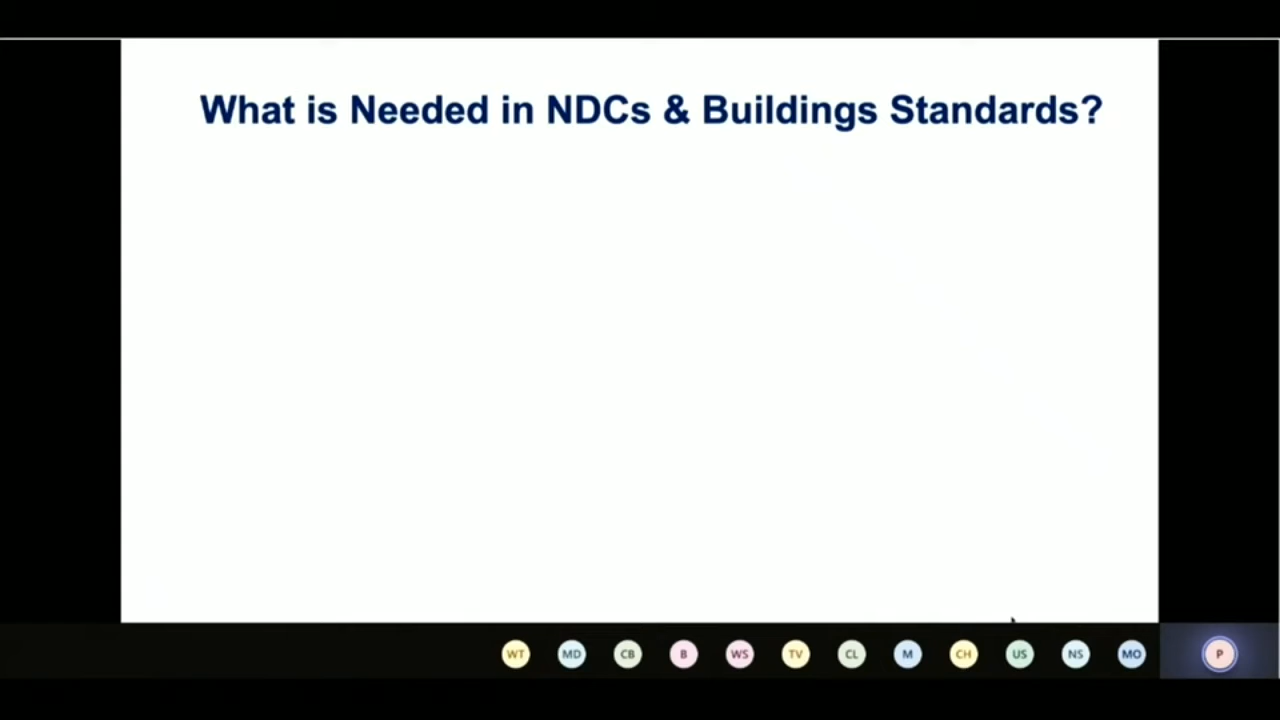 What is Needed in NDCs & Buildings Standards?
WT MD CB B WS TV CL M CH US NS MO P